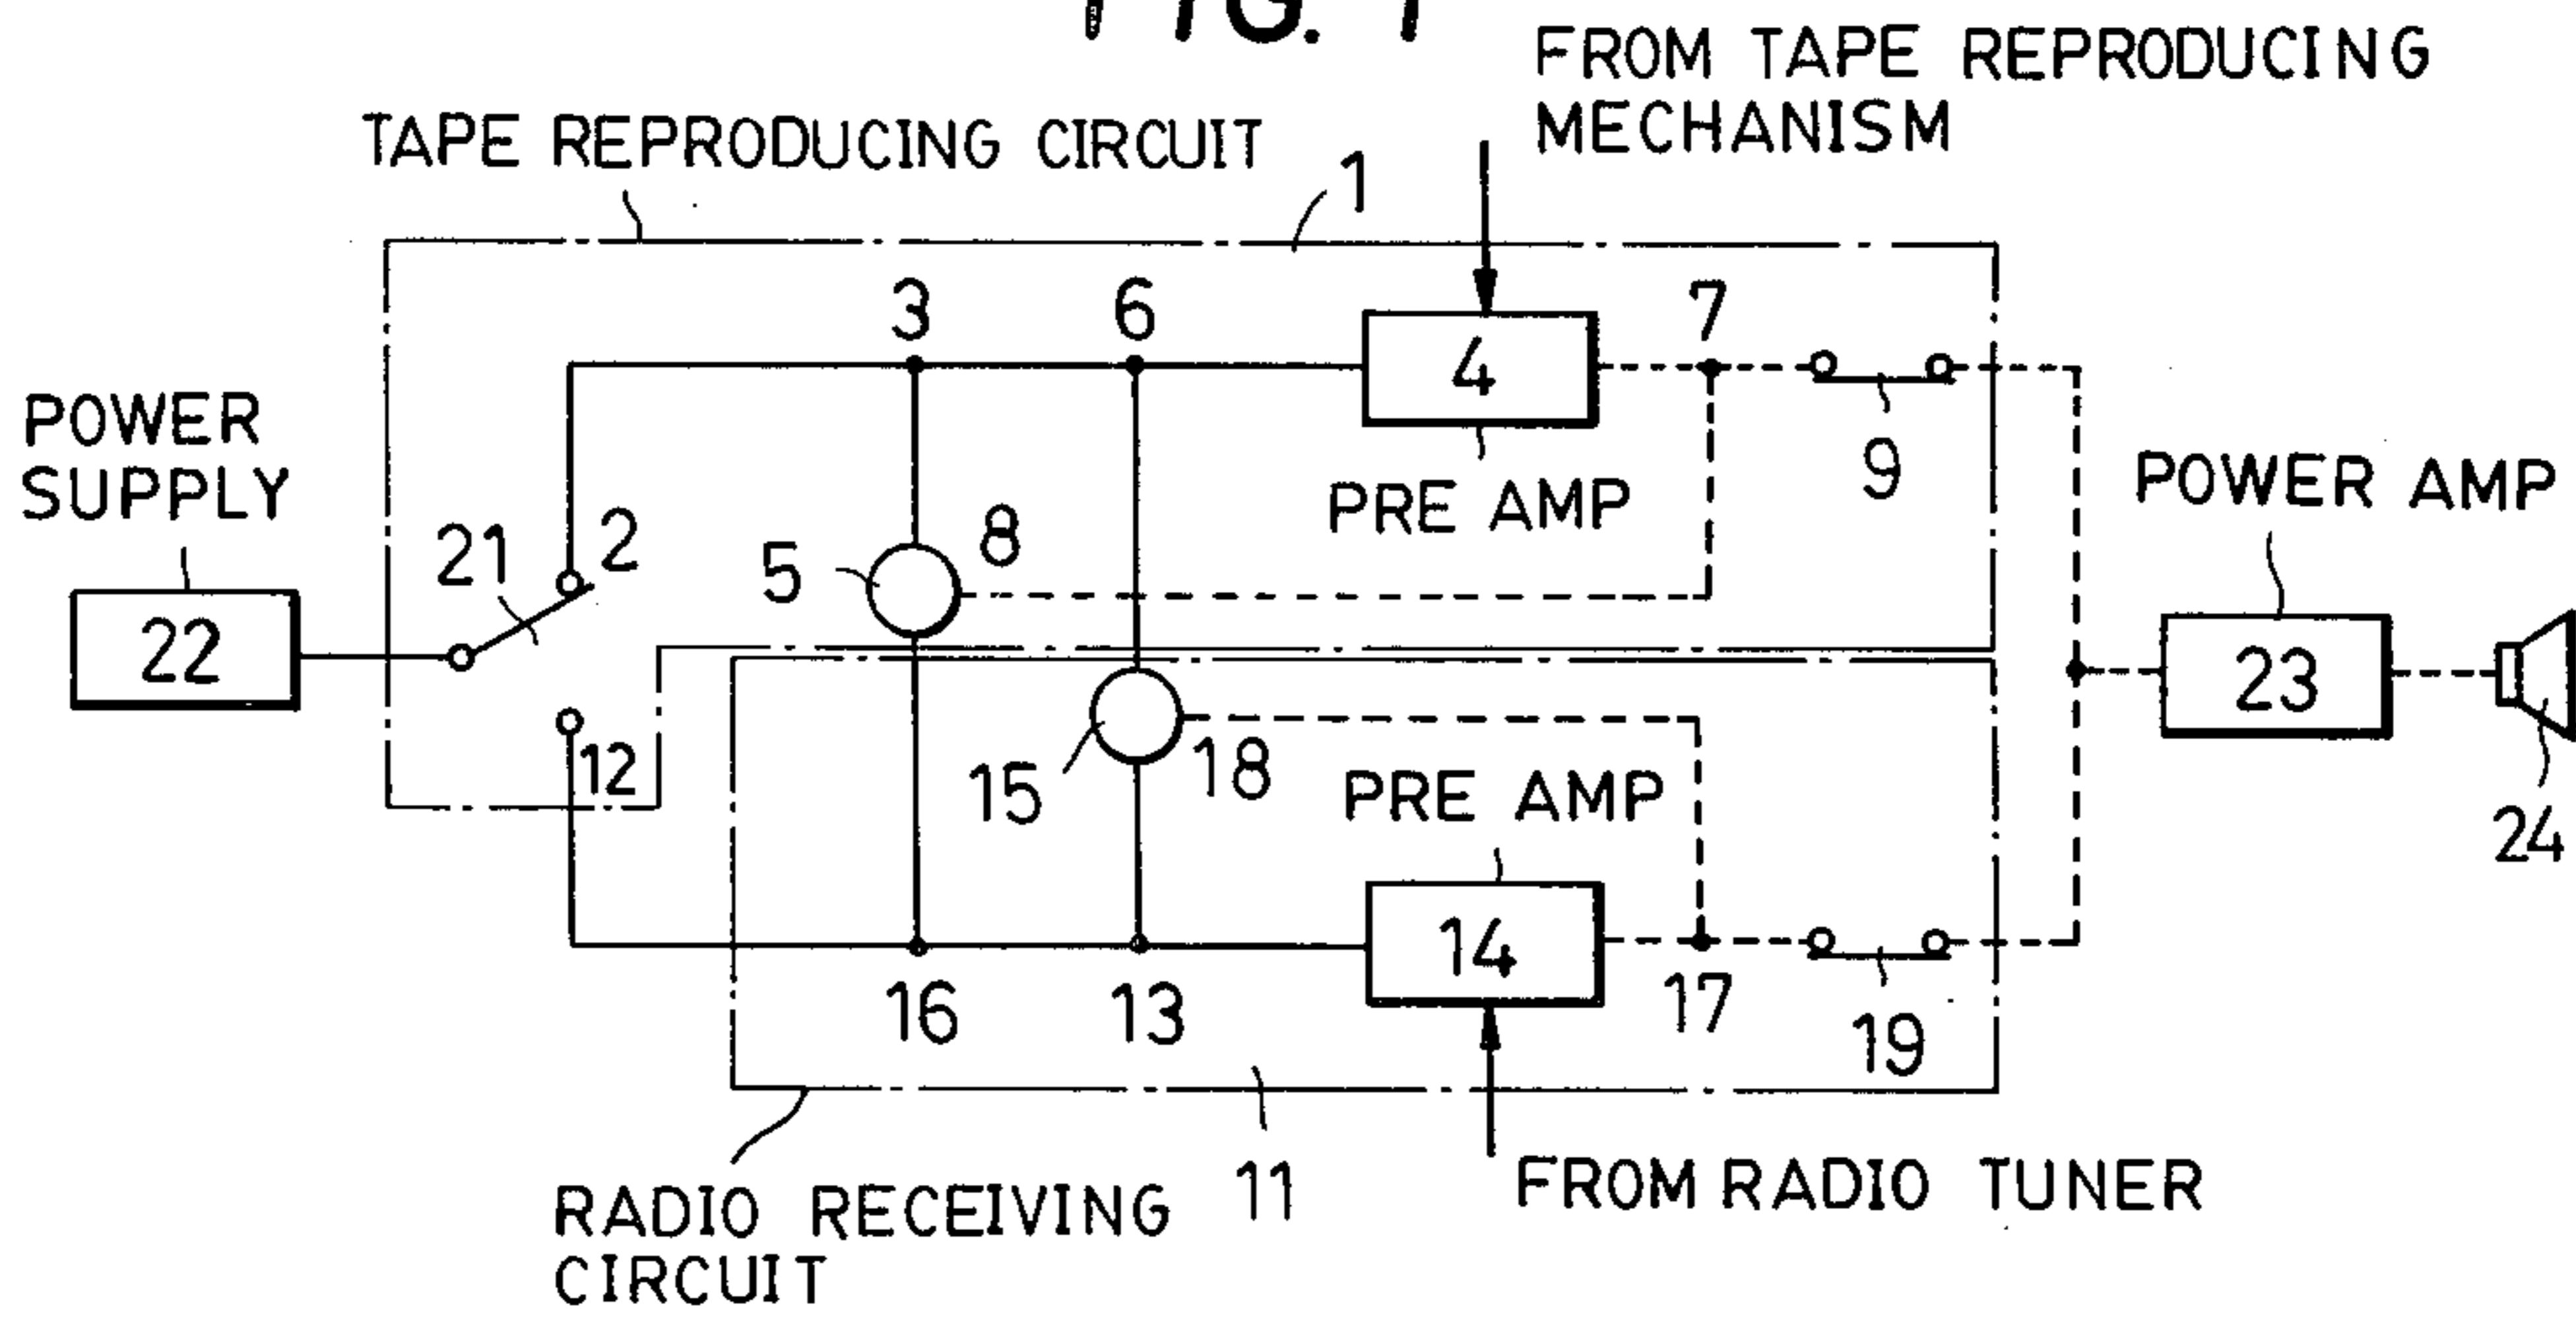 FIG. 1
FROM TAPE REPRODUCING
MECHANISM
TAPE REPRODUCING CIRCUIT
1
3
6
7
4
POWER
SUPPLY
PRE AMP
9
POWER AMP
21
2
5
8
22
23
12
15
18
PRE AMP
24
14
16
13
17
19
RADIO RECEIVING
CIRCUIT
11
FROM RADIO TUNER